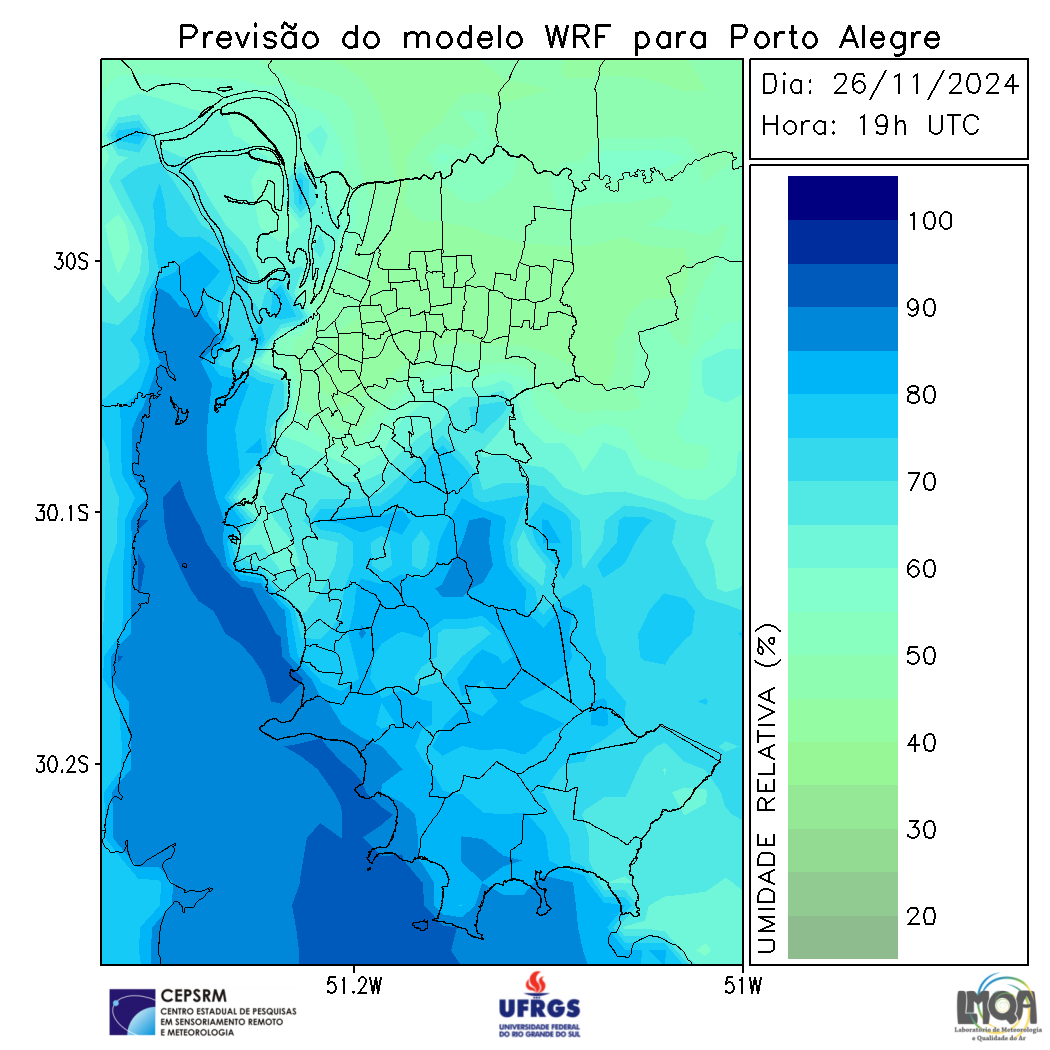 Previsão do modelo WRF para Porto Alegre
Dia: 26/11/2024
Hora: 19h UTC
30S
30.1S
30.2S
51.2W
51W
UMIDADE RELATIVA (%)
100
90
80
70
60
50
40
30
20
CEPSRM
CENTRO ESTADUAL DE PESQUISAS
EM SENSORIAMENTO REMOTO
E METEOROLOGIA
UFRGS
UNIVERSIDADE FEDERAL
DO RIO GRANDE DO SUL
LMQA
Laboratório de Meteorologia
e Qualidade do Ar